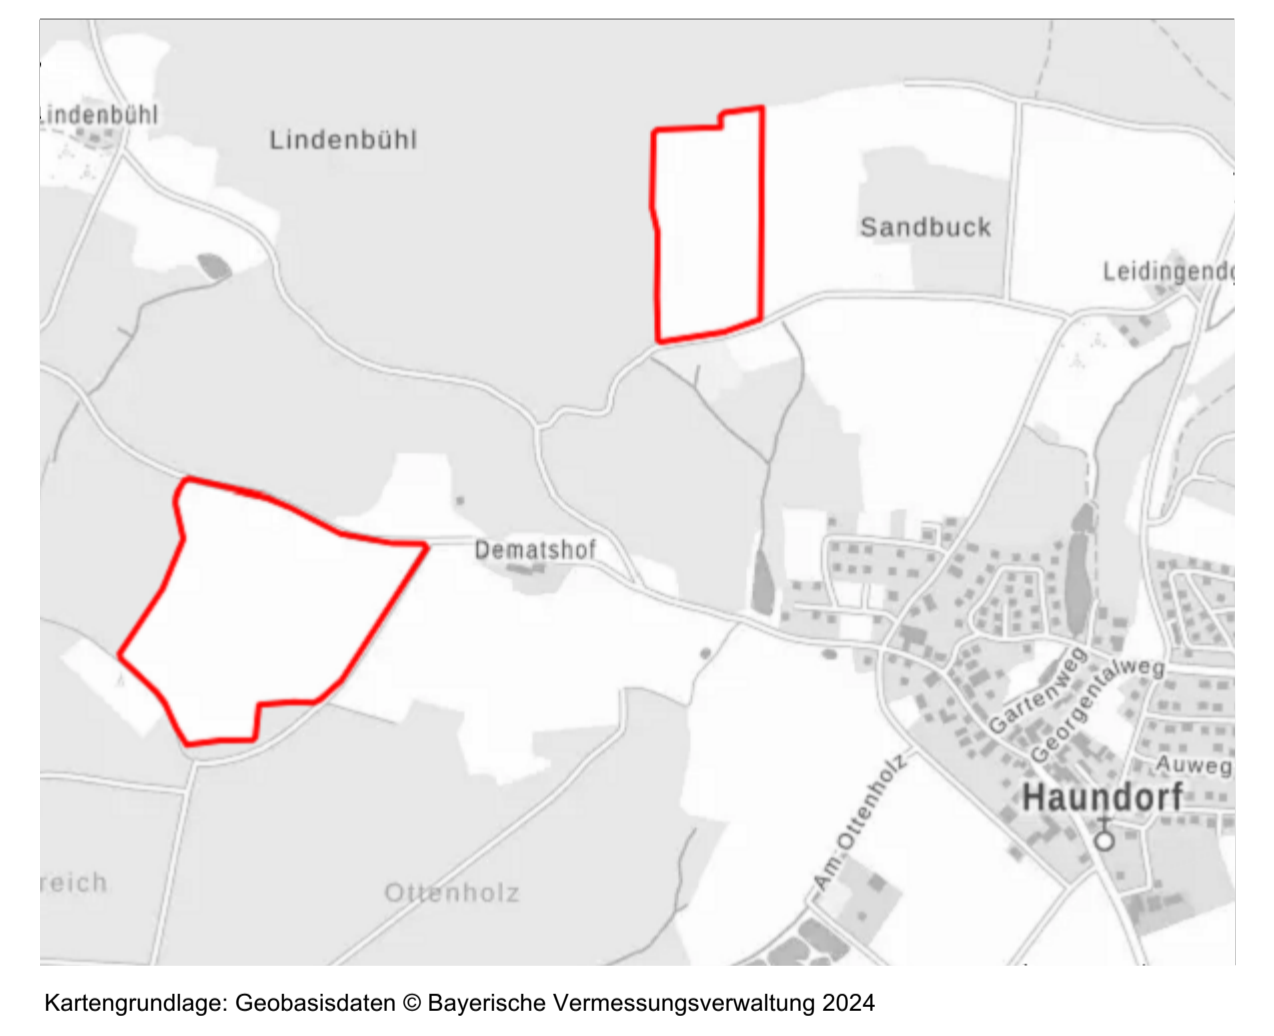 Lindenbühl
Lindenbühl
Sandbuck
Leidingend
Dematshof
Gartenweg
Georgentalweg
Auweg
Haundorf
Am Ottenholz
reich
Ottenholz
Kartengrundlage: Geobasisdaten © Bayerische Vermessungsverwaltung 2024